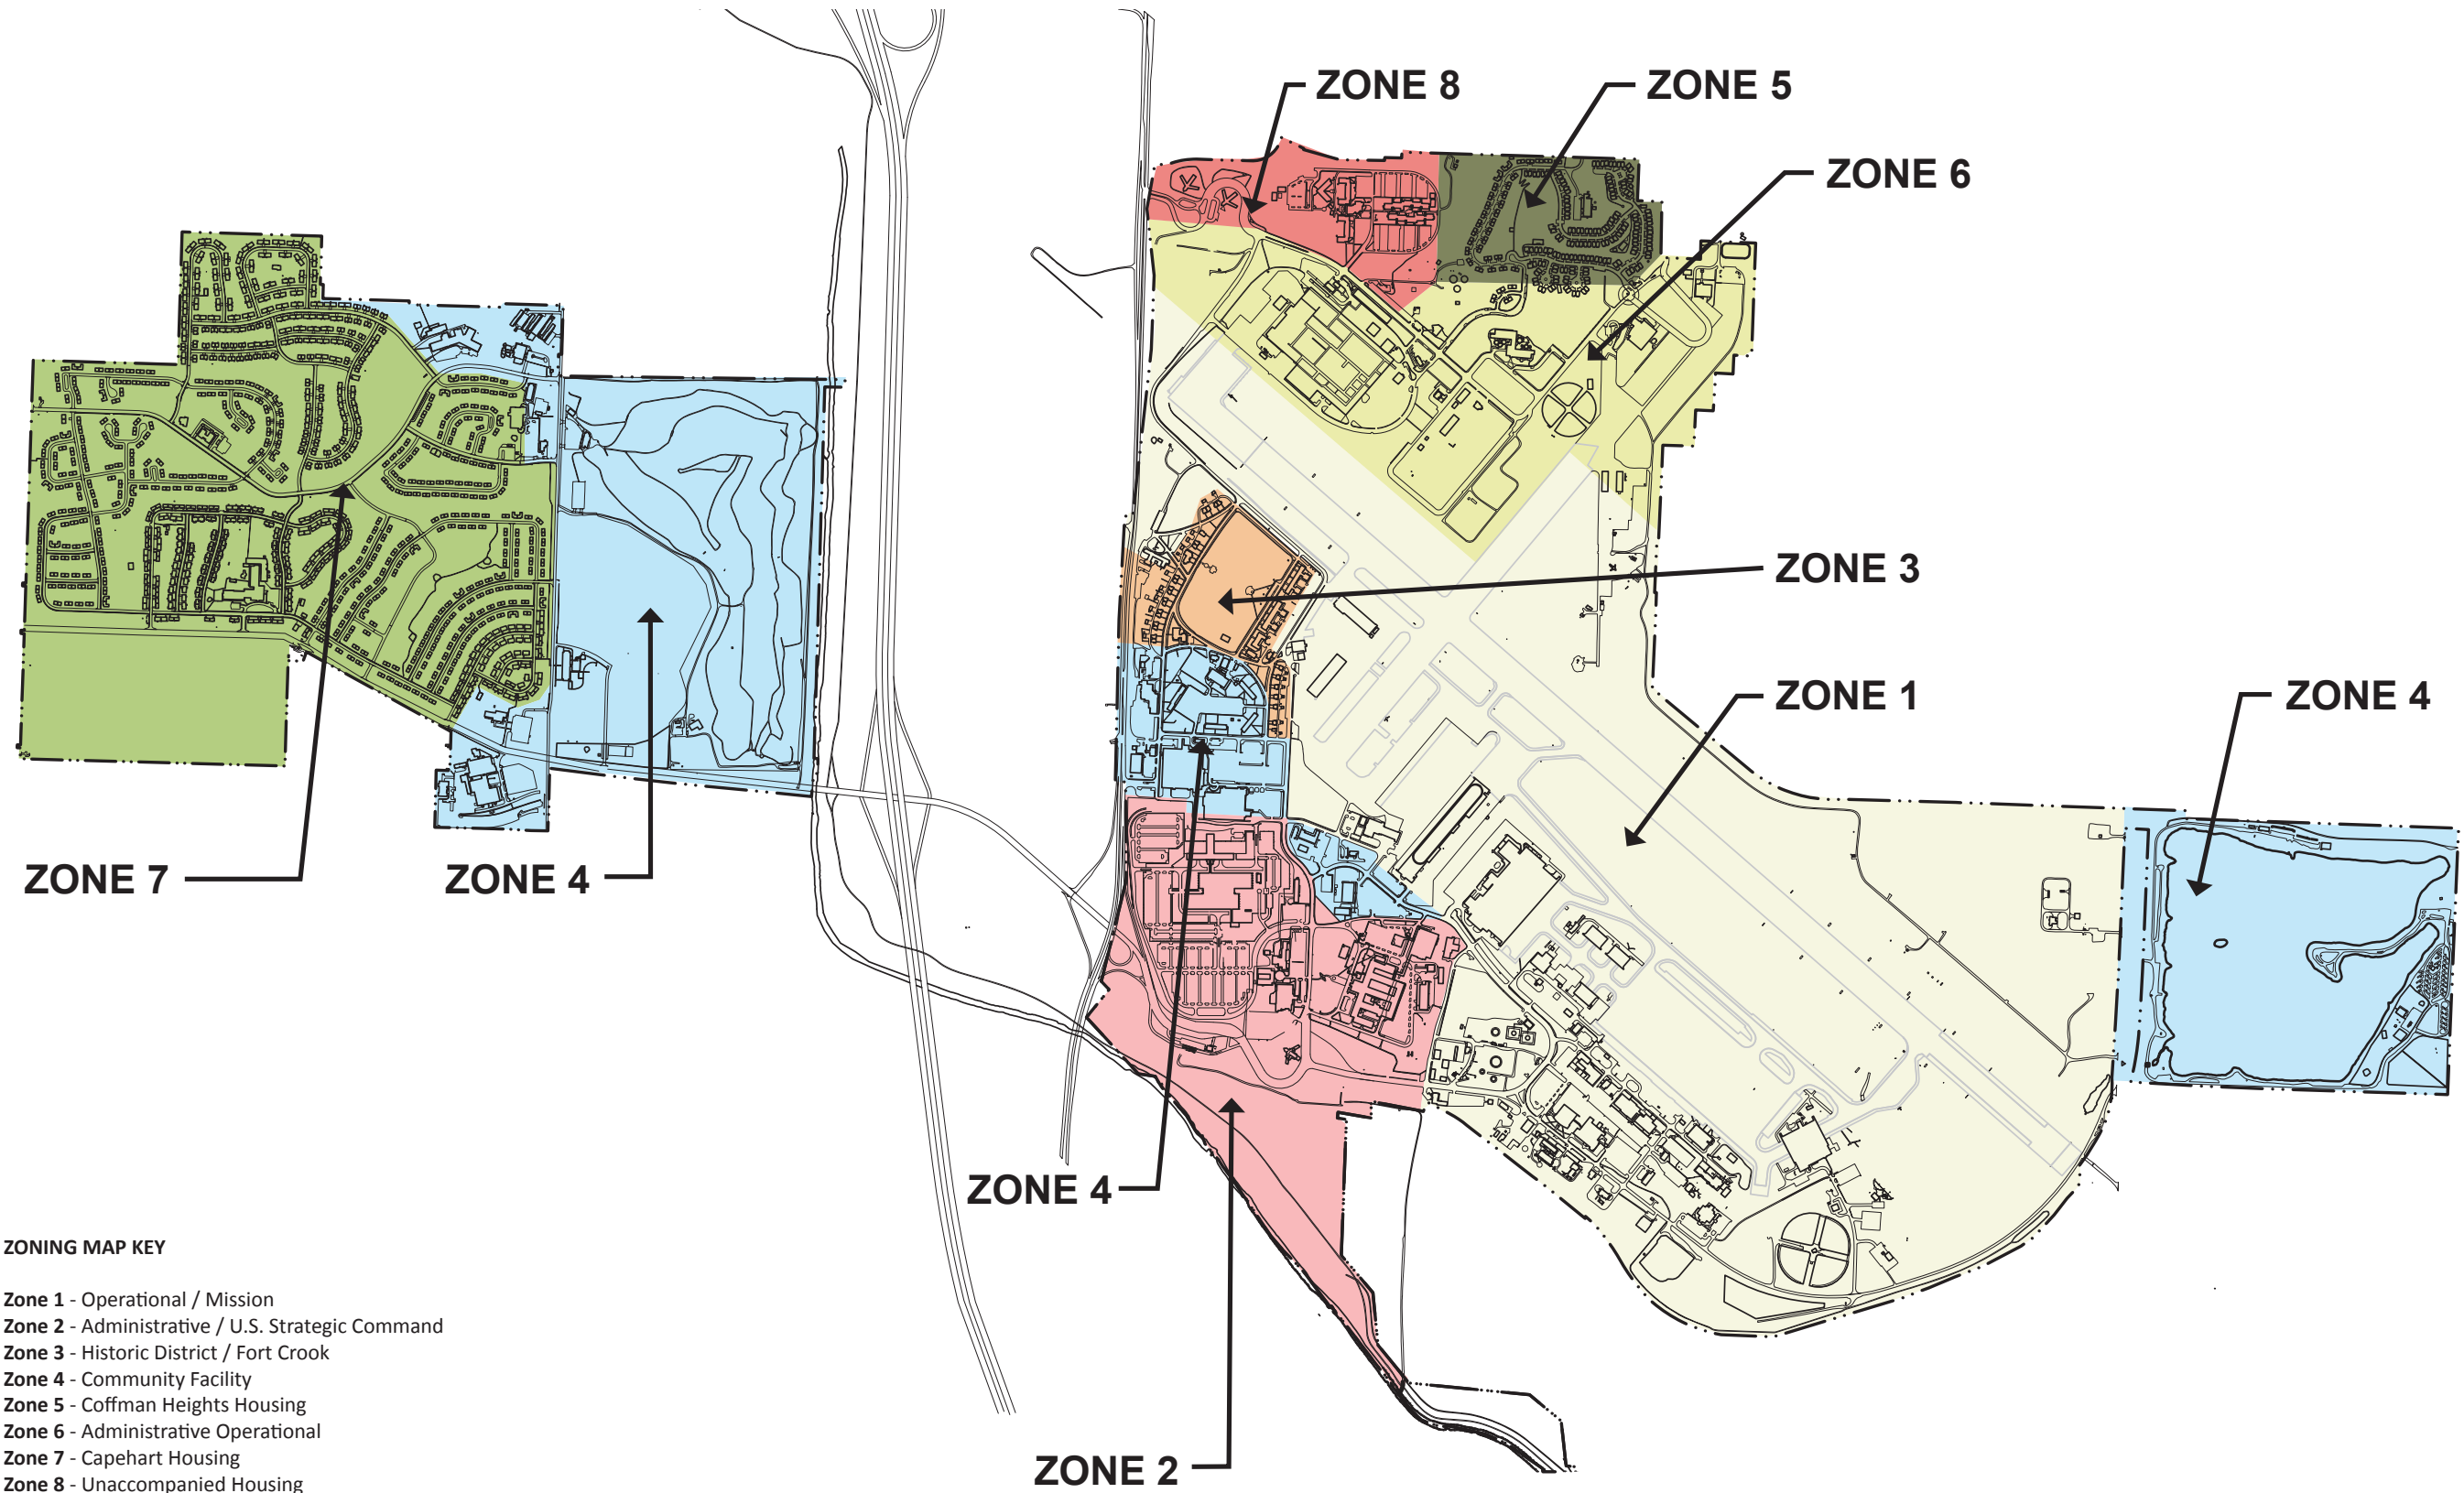 ZONE 8
ZONE 5
ZONE 6
ZONE 3
ZONE 1
ZONE 4
ZONE 7
ZONE 4
ZONE 4
ZONE 2
ZONING MAP KEY
Zone 1 - Operational / Mission
Zone 2 - Administrative / U.S. Strategic Command
Zone 3 - Historic District / Fort Crook
Zone 4 - Community Facility
Zone 5 - Coffman Heights Housing
Zone 6 - Administrative Operational
Zone 7 - Capehart Housing
Zone 8 - Unaccompanied Housing